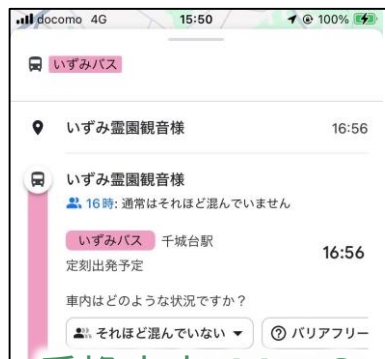 docomo 4G 15:50 100%
いずみバス
いずみ霊園観音様 16:56
いずみ霊園観音様
16時: 通常はそれほど混んでいません
いずみバス 千城台駅 16:56
定刻出発予定
車内はどのような状況ですか？
それほど混んでいない バリアフリー